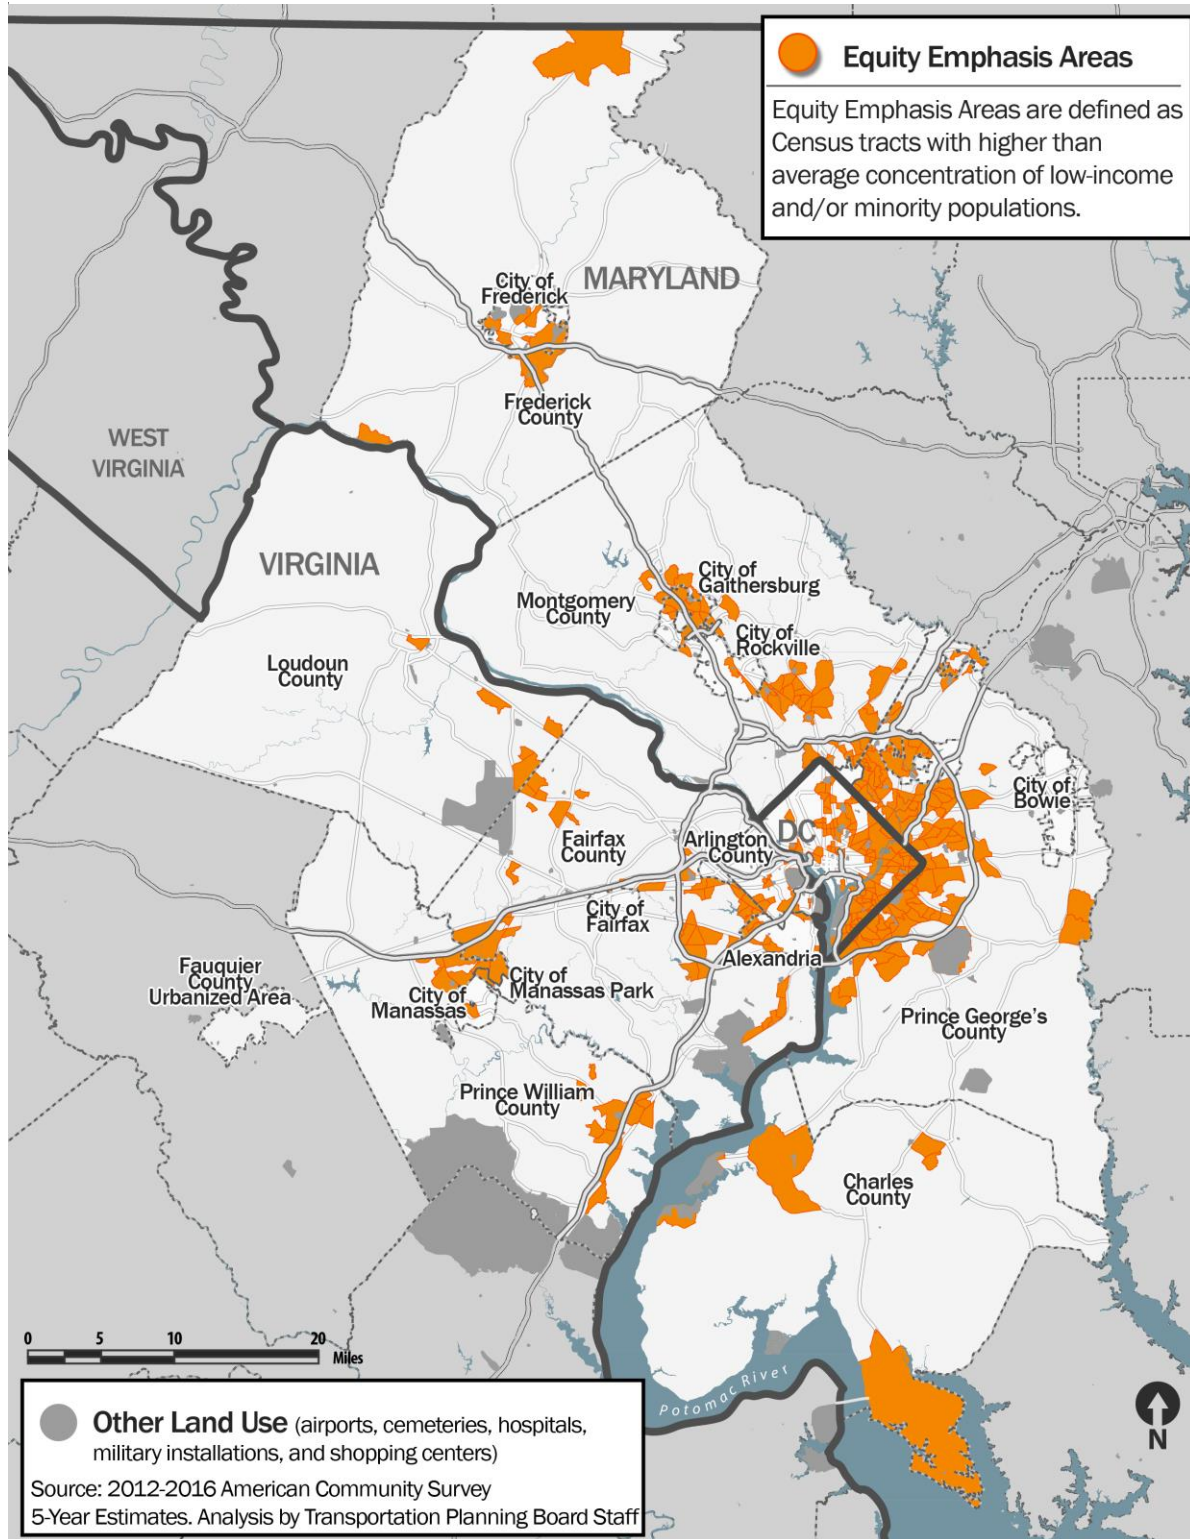 Equity Emphasis Areas
Equity Emphasis Areas are defined as
Census tracts with higher than
average concentration of low-income
and/or minority populations.
City of
Frederick
MARYLAND
Frederick
County
WEST
VIRGINIA
VIRGINIA
City of
Gaithersburg
Montgomery
County
City of
Rockville
Loudoun
County
City of
Bowie
DC
Arlington
County
Fairfax
County
City of
Fairfax
Alexandria
Fauquier
County
Urbanized Area
City of
Manassas
City of
Manassas Park
Prince George's
County
Prince William
County
Charles
County
0 5 10 20
Miles
Potomac River
N
Other Land Use (airports, cemeteries, hospitals,
military installations, and shopping centers)
Source: 2012-2016 American Community Survey
5-Year Estimates. Analysis by Transportation Planning Board Staff